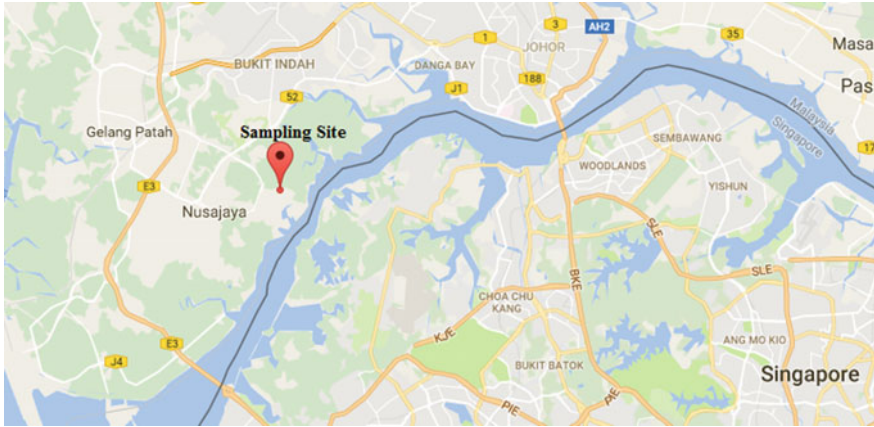 1
3
AH2
35
Masa
BUKIT INDAH
DANGA BAY
JOHOR
188
J1
52
Pas
Malaysia
Singapore
Gelang Patah
Sampling Site
SEMBAWANG
17
WOODLANDS
E3
YISHUN
Nusajaya
SLE
SLE
BKE
CHOA CHU
KANG
KJE
E3
ANG MO KIO
J4
BUKIT BATOK
Singapore
PIE
PIE